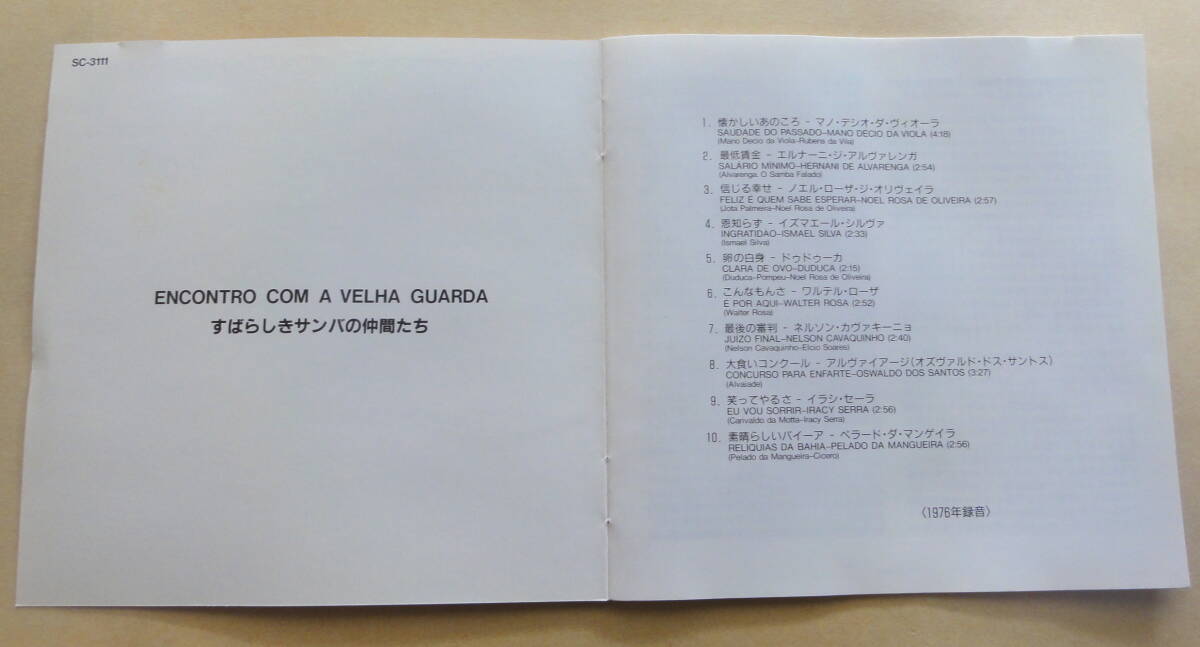 SC-3111
ENCONTRO COM A VELHA GUARDA
すばらしきサンバの仲間たち
1. 懐かしいあのころ - マノ・デシオ・ダ・ヴィオーラ
SAUDADE DO PASSADO-MANO DECIO DA VIOLA (4:18)
(Mano Decio da Viola-Rubens da Vila)
2. 最低賃金 - エルナーニ・ジ・アルヴァレンガ
SALÁRIO MÍNIMO-HERNANI DE ALVARENGA (2:54)
(Alvarenga: O Samba Falado)
3. 信じる幸せ - ノエル・ローザ・ジ・オリヴェイラ
FELIZ É QUEM SABE ESPERAR-NOEL ROSA DE OLIVEIRA (2:57)
(Jota Palmeira-Noel Rosa de Oliveira)
4. 恩知らず - イズマエール・シルヴァ
INGRATIDAO-ISMAEL SILVA (2:33)
(Ismael Silva)
5. 卵の白身 - ドゥドゥーカ
CLARA DE OVO-DUDUCA (2:15)
(Duduca-Pompeu-Noel Rosa de Oliveira)
6. こんなもんさ - ワルテル・ローザ
E POR AQUI-WALTER ROSA (2:52)
(Walter Rosa)
7. 最後の審判 - ネルソン・カヴァキーニョ
JUIZO FINAL-NELSON CAVAQUINHO (2:40)
(Nelson Cavaquinho-Elcio Soares)
8. 大食いコンクール - アルヴァイアージ(オズヴァルド・ドス・サントス)
CONCURSO PARA ENFARTE-OSWALDO DOS SANTOS (3:27)
(Alvaiade)
9. 笑ってやるさ - イラシ・セーラ
EU VOU SORRIR-IRACY SERRA (2:56)
(Carivaldo da Motta-Iracy Serra)
10. 素晴らしいバイーア - ペラード・ダ・マンゲイラ
RELIQUIAS DA BAHIA-PELADO DA MANGUEIRA (2:56)
(Pelado da Mangueira-Cicero)
〈1976年録音〉